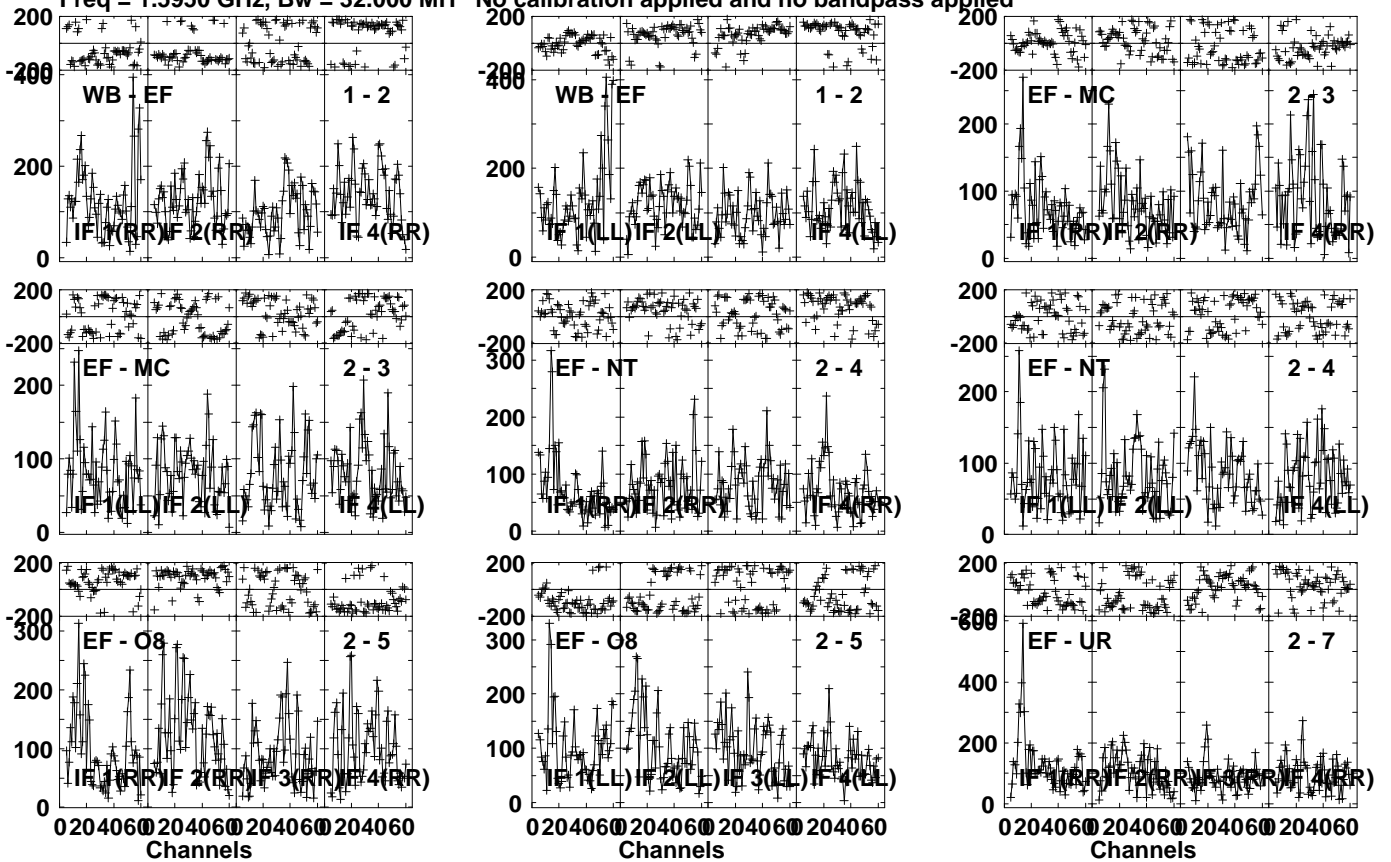 Freq = 1.5950 GHz, Bw = 32.000 MH No calibration applied and no bandpass applied
200
-200
400
WB - EF 1 - 2
200
0
IF 1(RR) IF 2(RR) IF 4(RR)
200
-200
400
WB - EF 1 - 2
200
0
IF 1(LL) IF 2(LL) IF 4(LL)
200
-200
EF - MC 2 - 3
200
100
0
IF 1(RR) IF 2(RR) IF 4(RR)
200
-200
EF - MC 2 - 3
200
100
0
IF 1(LL) IF 2(LL) IF 4(LL)
200
-200
300
EF - NT 2 - 4
200
100
0
IF 1(RR) IF 2(RR) IF 4(RR)
200
-200
EF - NT 2 - 4
200
100
0
IF 1(LL) IF 2(LL) IF 4(LL)
200
-200
300
EF - O8 2 - 5
200
100
0
IF 1(RR) IF 2(RR) IF 3(RR) IF 4(RR)
0 20 40 60 0 20 40 60 0 20 40 60 0 20 40 60
Channels
200
-200
300
EF - O8 2 - 5
200
100
0
IF 1(LL) IF 2(LL) IF 3(LL) IF 4(LL)
0 20 40 60 0 20 40 60 0 20 40 60 0 20 40 60
Channels
200
-200
600
EF - UR 2 - 7
400
200
0
IF 1(RR) IF 2(RR) IF 3(RR) IF 4(RR)
0 20 40 60 0 20 40 60 0 20 40 60 0 20 40 60
Channels